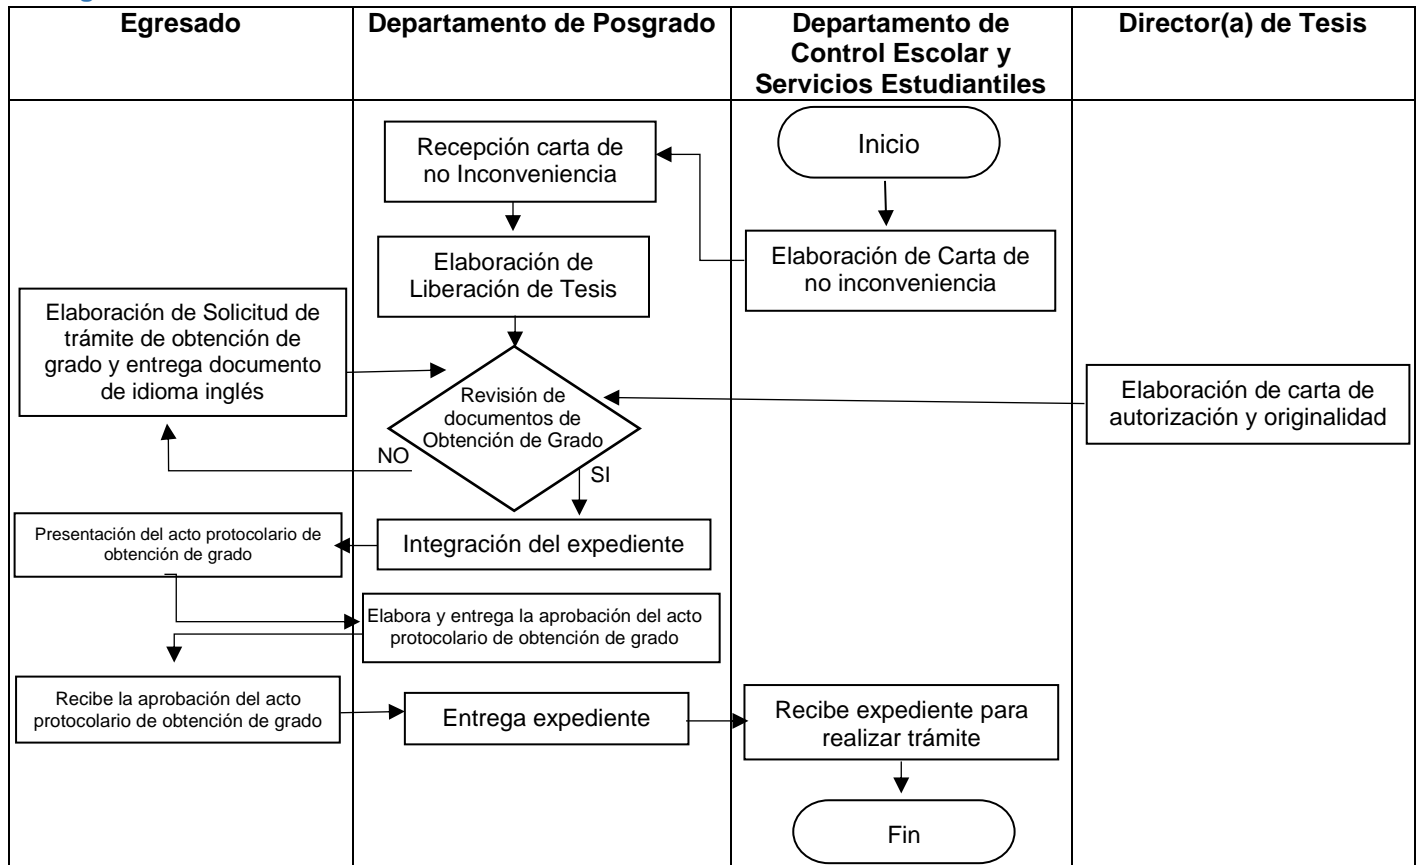 Egresado
Departamento de Posgrado
Departamento de
Control Escolar y
Servicios Estudiantiles
Director(a) de Tesis
Inicio
Recepción carta de
no Inconveniencia
Elaboración de Carta de
no inconveniencia
Elaboración de
Liberación de Tesis
Elaboración de Solicitud de
trámite de obtención de
grado y entrega documento
de idioma inglés
Revisión de
documentos de
Obtención de Grado
Elaboración de carta de
autorización y originalidad
NO
SI
Presentación del acto protocolario de
obtención de grado
Integración del expediente
Elabora y entrega la aprobación del acto
protocolario de obtención de grado
Recibe la aprobación del acto
protocolario de obtención de grado
Entrega expediente
Recibe expediente para
realizar trámite
Fin